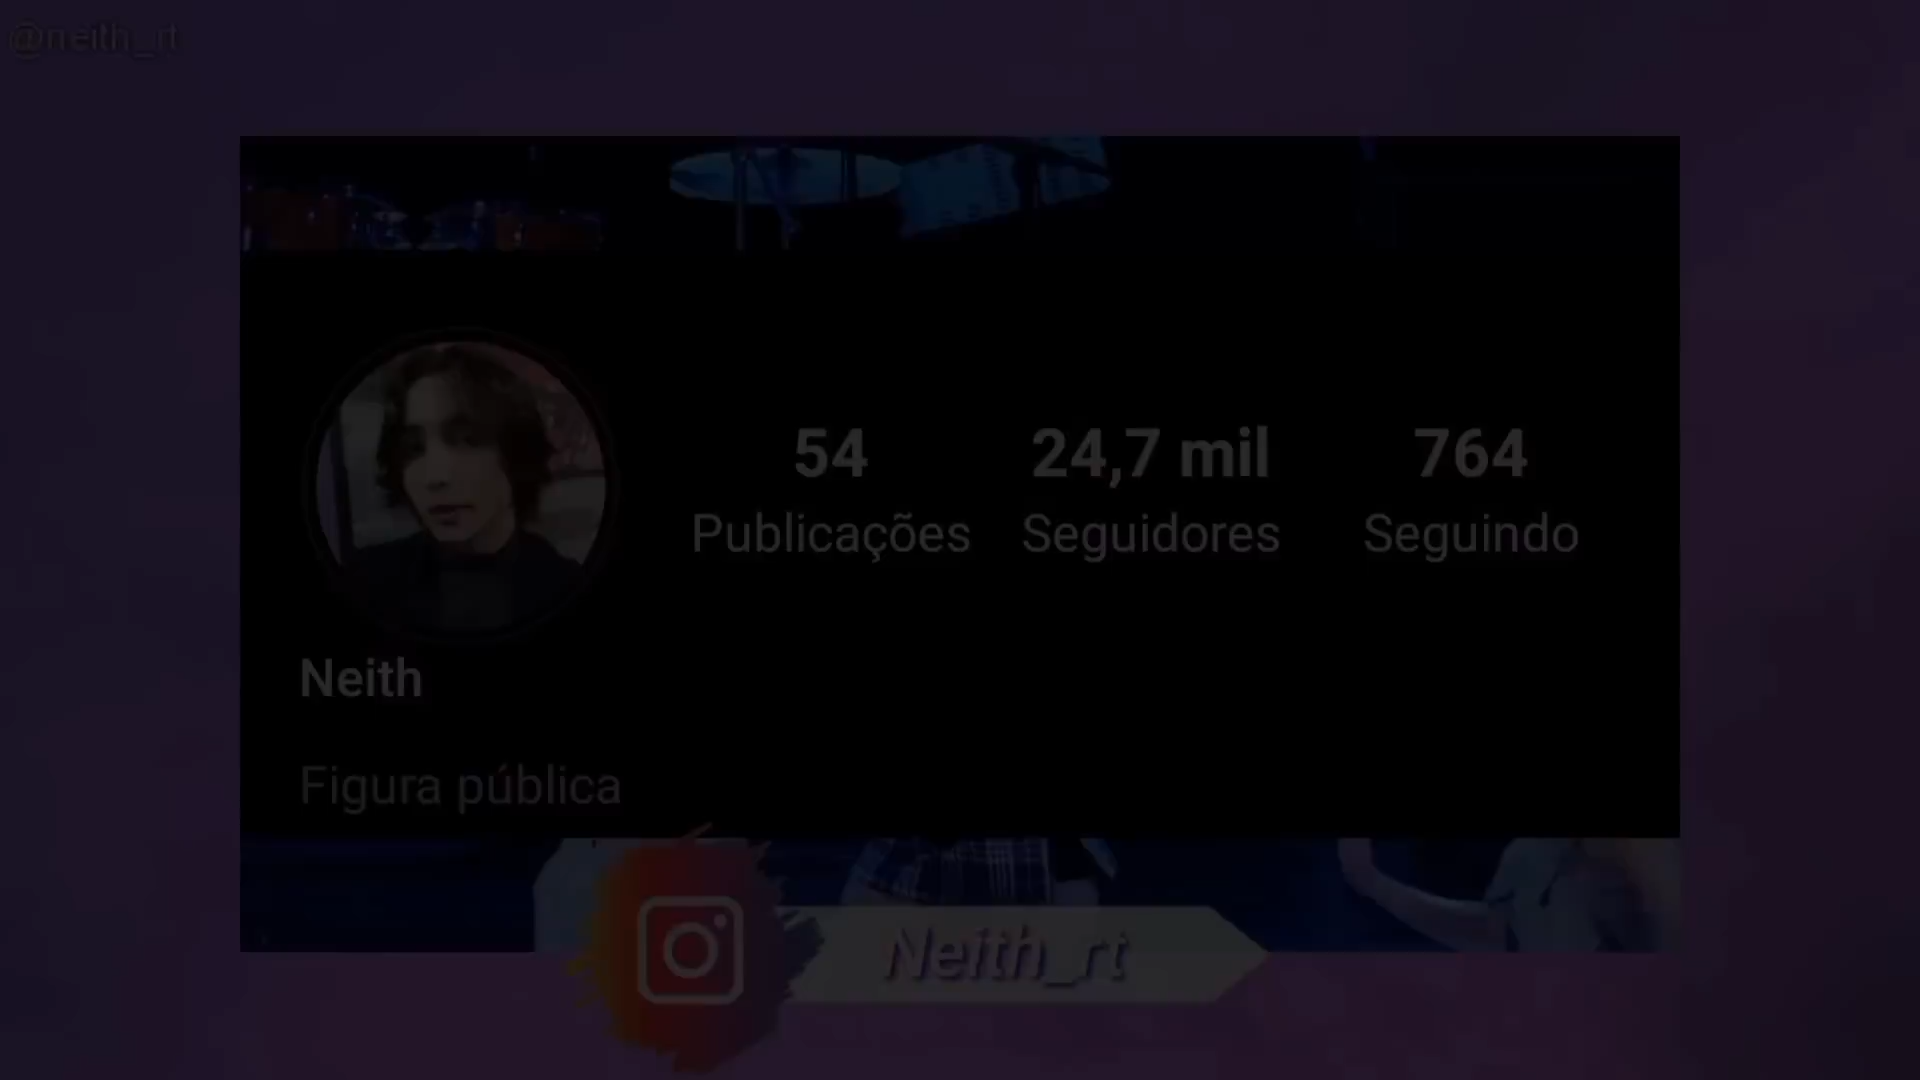 @neith_rt
54 24,7 mil 764
Publicações Seguidores Seguindo
Neith
Figura pública
Neith_rt